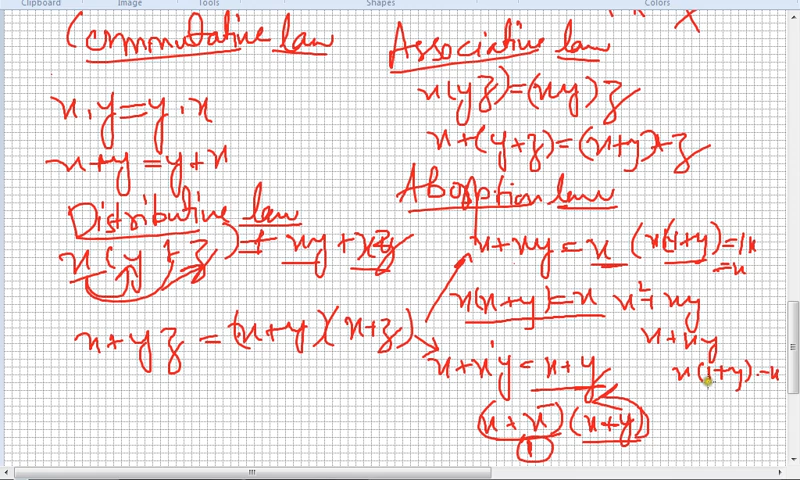 Clipboard Image Tools Shapes Colors
Commutative law
x.y=y.x
x+y=y+x
Distributive law
x(y+z)=xy+xz
x+yz=(x+y)(x+z)
Associative law
x(yz)=(xy)z
x+(y+z)=(x+y)+z
Absorption law
x+xy=x (x(1+y)=1x
=x
x(x+y)=x x²+xy
x+xy
x(1+y)=x
x+x'y=x+y
(x+x')(x+y)
1